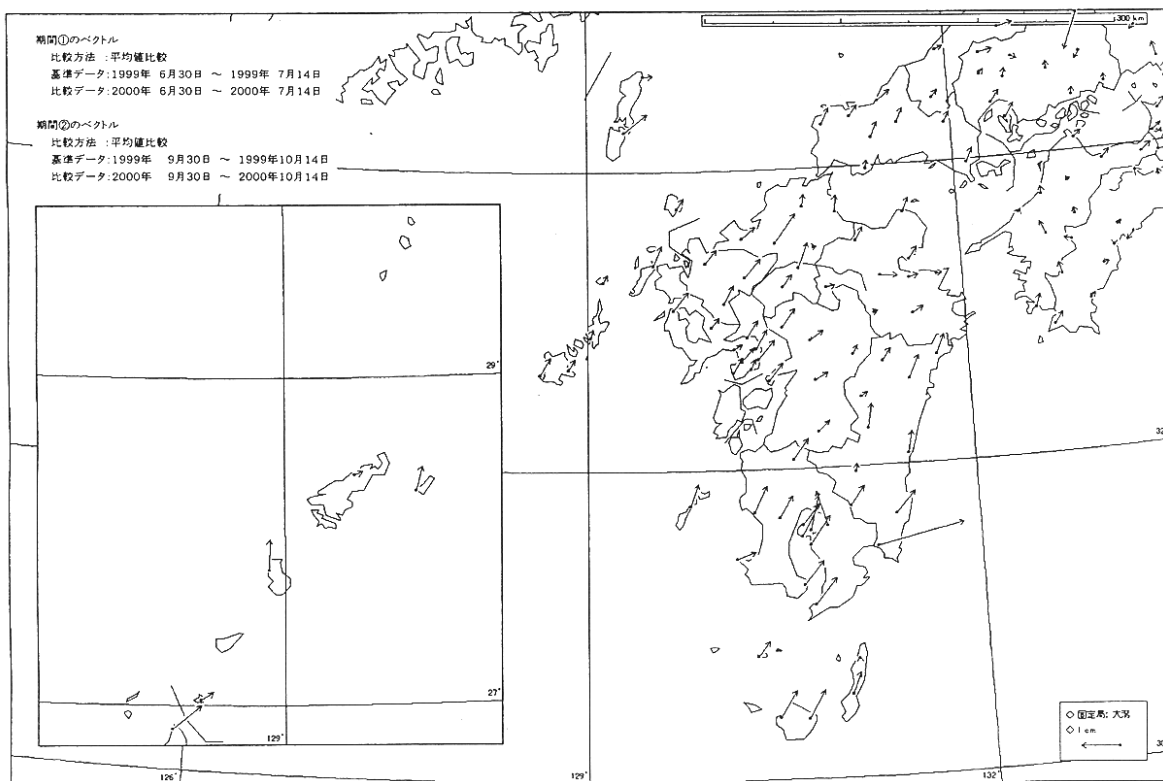 期間①のベクトル
比較方法 :平均値比較
基準データ:1999年 6月30日 ～ 1999年 7月14日
比較データ:2000年 6月30日 ～ 2000年 7月14日
期間②のベクトル
比較方法 :平均値比較
基準データ:1999年 9月30日 ～ 1999年10月14日
比較データ:2000年 9月30日 ～ 2000年10月14日
300 km
29°
27°
129°
126°
129°
132°
32
30
固定局: 大潟
1 cm